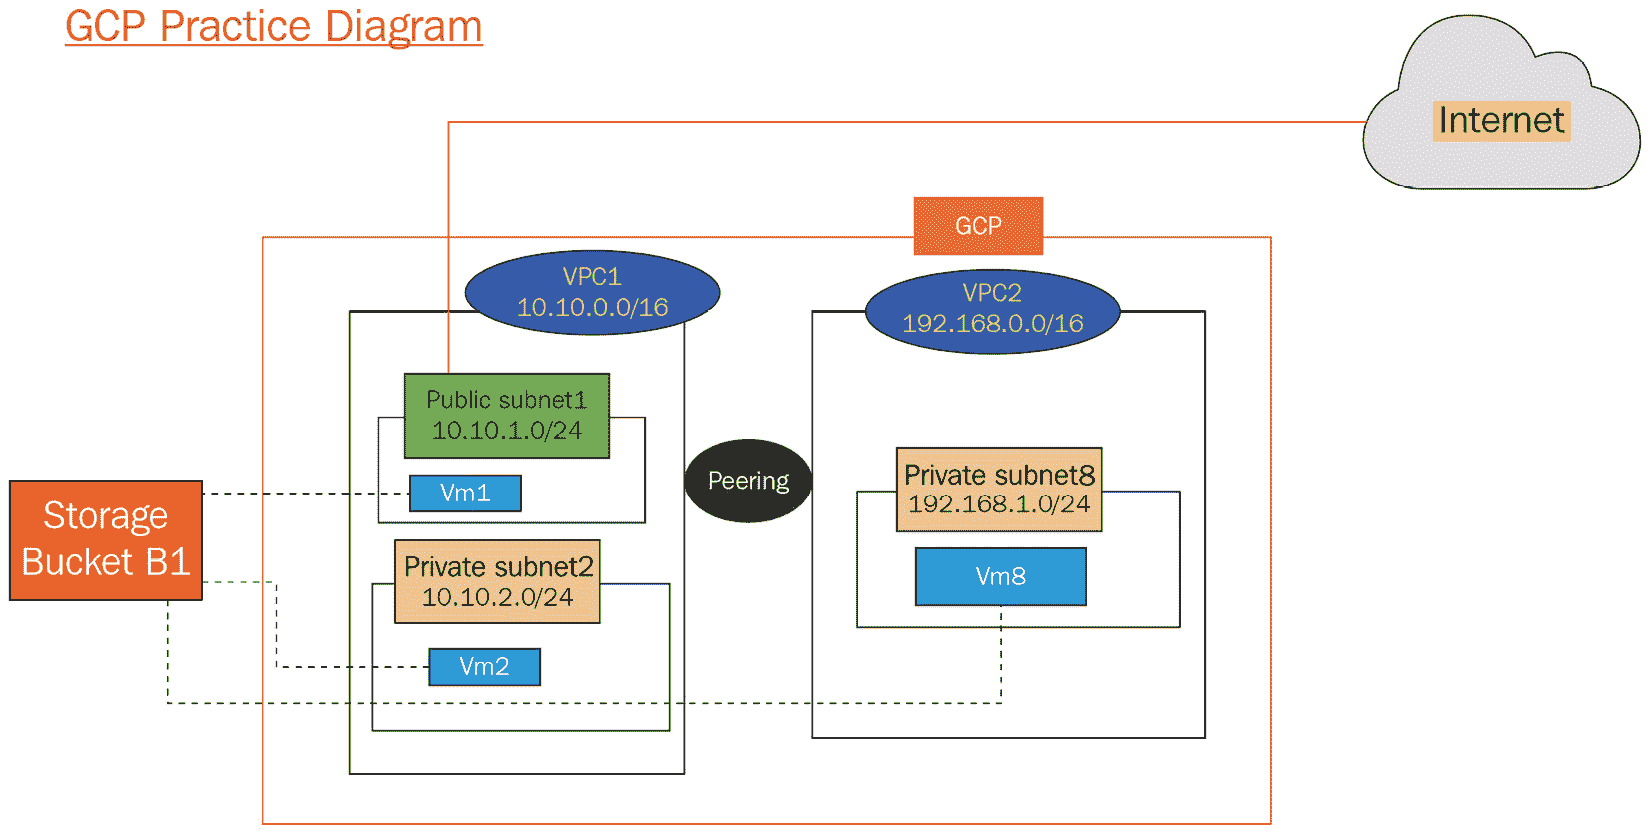 GCP Practice Diagram
Internet
GCP
VPC1
10.10.0.0/16
VPC2
192.168.0.0/16
Public subnet1
10.10.1.0/24
Vm1
Peering
Private subnet8
192.168.1.0/24
Vm8
Storage
Bucket B1
Private subnet2
10.10.2.0/24
Vm2